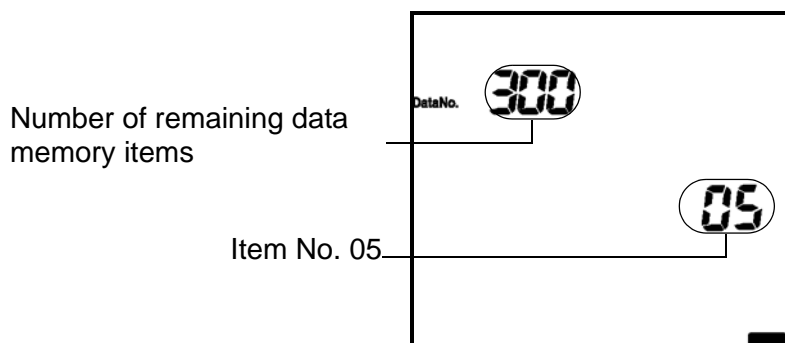 DataNo. 300
Number of remaining data
memory items
05
Item No. 05